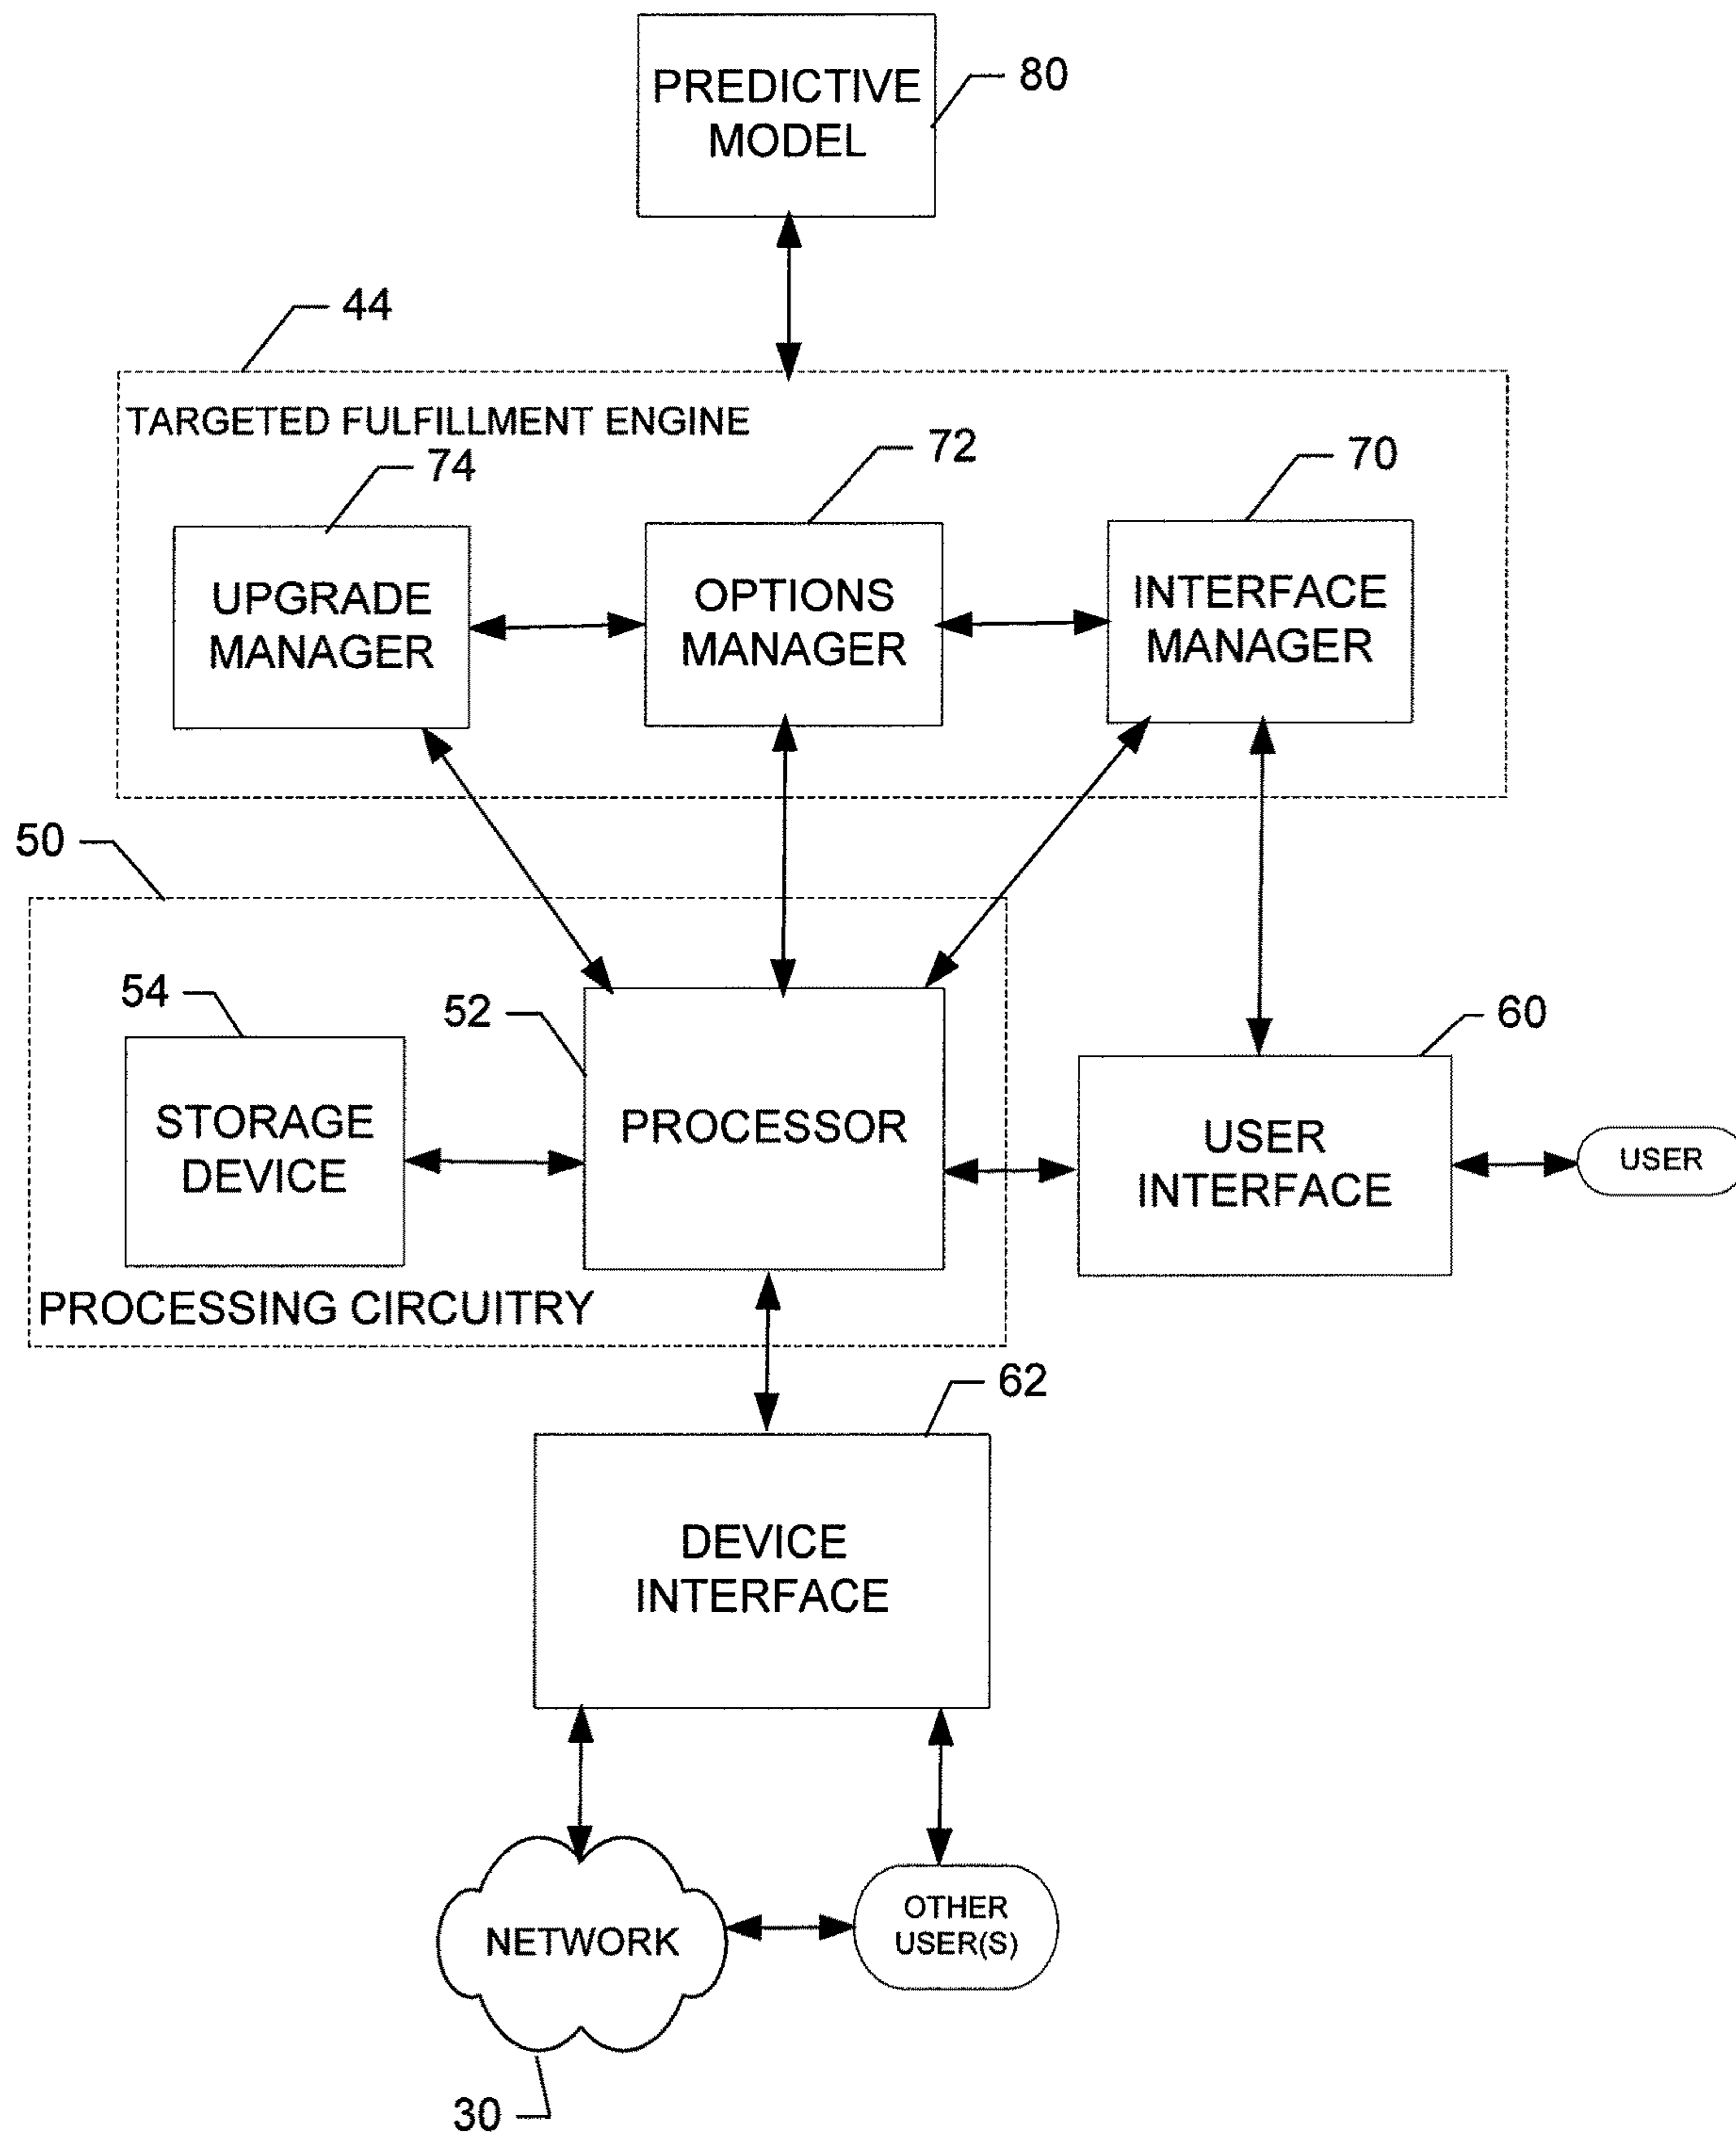 PREDICTIVE
MODEL
80
44
TARGETED FULFILLMENT ENGINE
74
72
70
UPGRADE
MANAGER
OPTIONS
MANAGER
INTERFACE
MANAGER
50
54
52
60
STORAGE
DEVICE
PROCESSOR
USER
INTERFACE
USER
PROCESSING CIRCUITRY
62
DEVICE
INTERFACE
NETWORK
OTHER
USER(S)
30